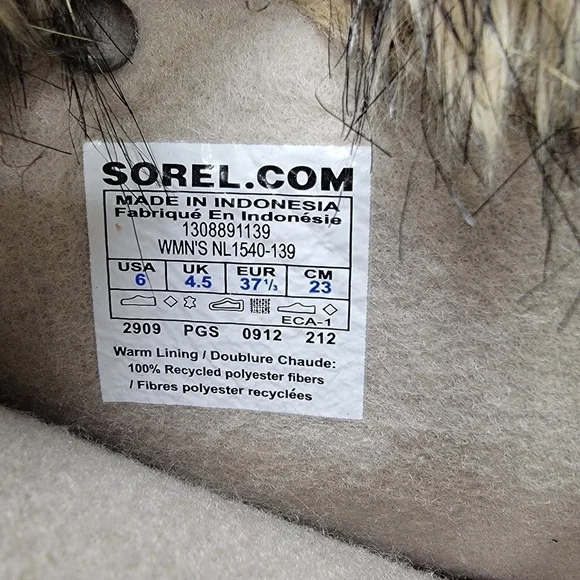 SOREL.COM
MADE IN INDONESIA
Fabriqué En Indonésie
1308891139
WMN'S NL1540-139
USA UK EUR CM
6 4.5 37 1/3 23
ECA-1
2909 PGS 0912 212
Warm Lining / Doublure Chaude:
100% Recycled polyester fibers
/ Fibres polyester recyclées